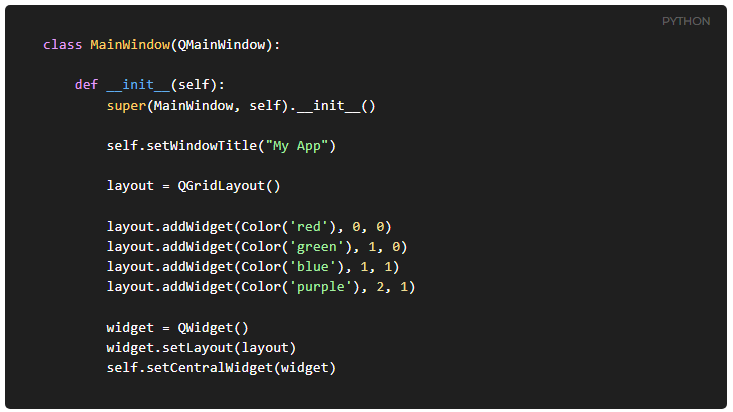 PYTHON
class MainWindow(QMainWindow):
    def __init__(self):
        super(MainWindow, self).__init__()
        self.setWindowTitle("My App")
        layout = QGridLayout()
        layout.addWidget(Color('red'), 0, 0)
        layout.addWidget(Color('green'), 1, 0)
        layout.addWidget(Color('blue'), 1, 1)
        layout.addWidget(Color('purple'), 2, 1)
        widget = QWidget()
        widget.setLayout(layout)
        self.setCentralWidget(widget)